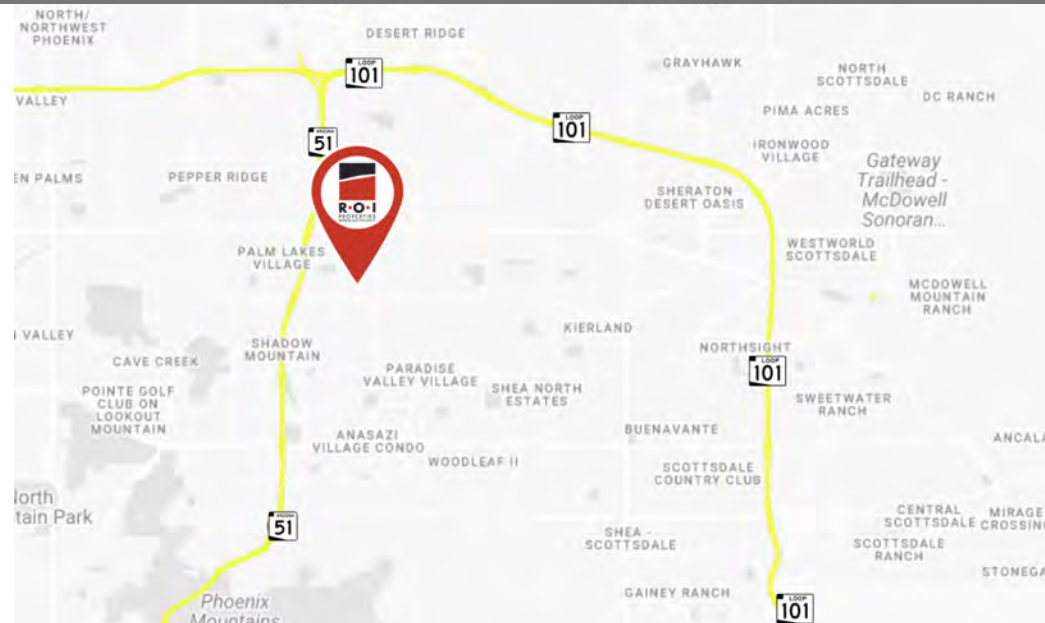 NORTH/
NORTHWEST
PHOENIX
DESERT RIDGE
LOOP
101
GRAYHAWK
NORTH
SCOTTSDALE
DC RANCH
VALLEY
PIMA ACRES
LOOP
101
ARIZONA
51
IRONWOOD
VILLAGE
Gateway
Trailhead -
McDowell
Sonoran...
EN PALMS
PEPPER RIDGE
R•O•I
PROPERTIES
SHERATON
DESERT OASIS
PALM LAKES
VILLAGE
WESTWORLD
SCOTTSDALE
MCDOWELL
MOUNTAIN
RANCH
VALLEY
KIERLAND
SHADOW
MOUNTAIN
NORTHSIGHT
CAVE CREEK
LOOP
101
PARADISE
VALLEY VILLAGE
SHEA NORTH
ESTATES
POINTE GOLF
CLUB ON
LOOKOUT
MOUNTAIN
SWEETWATER
RANCH
BUENAVANTE
ANASAZI
VILLAGE CONDO
ANCALA
WOODLEAF II
SCOTTSDALE
COUNTRY CLUB
North
tain Park
ARIZONA
51
CENTRAL
SCOTTSDALE
MIRAGE
CROSSING
SHEA -
SCOTTSDALE
SCOTTSDALE
RANCH
STONEGA
GAINEY RANCH
Phoenix
Mountains
LOOP
101